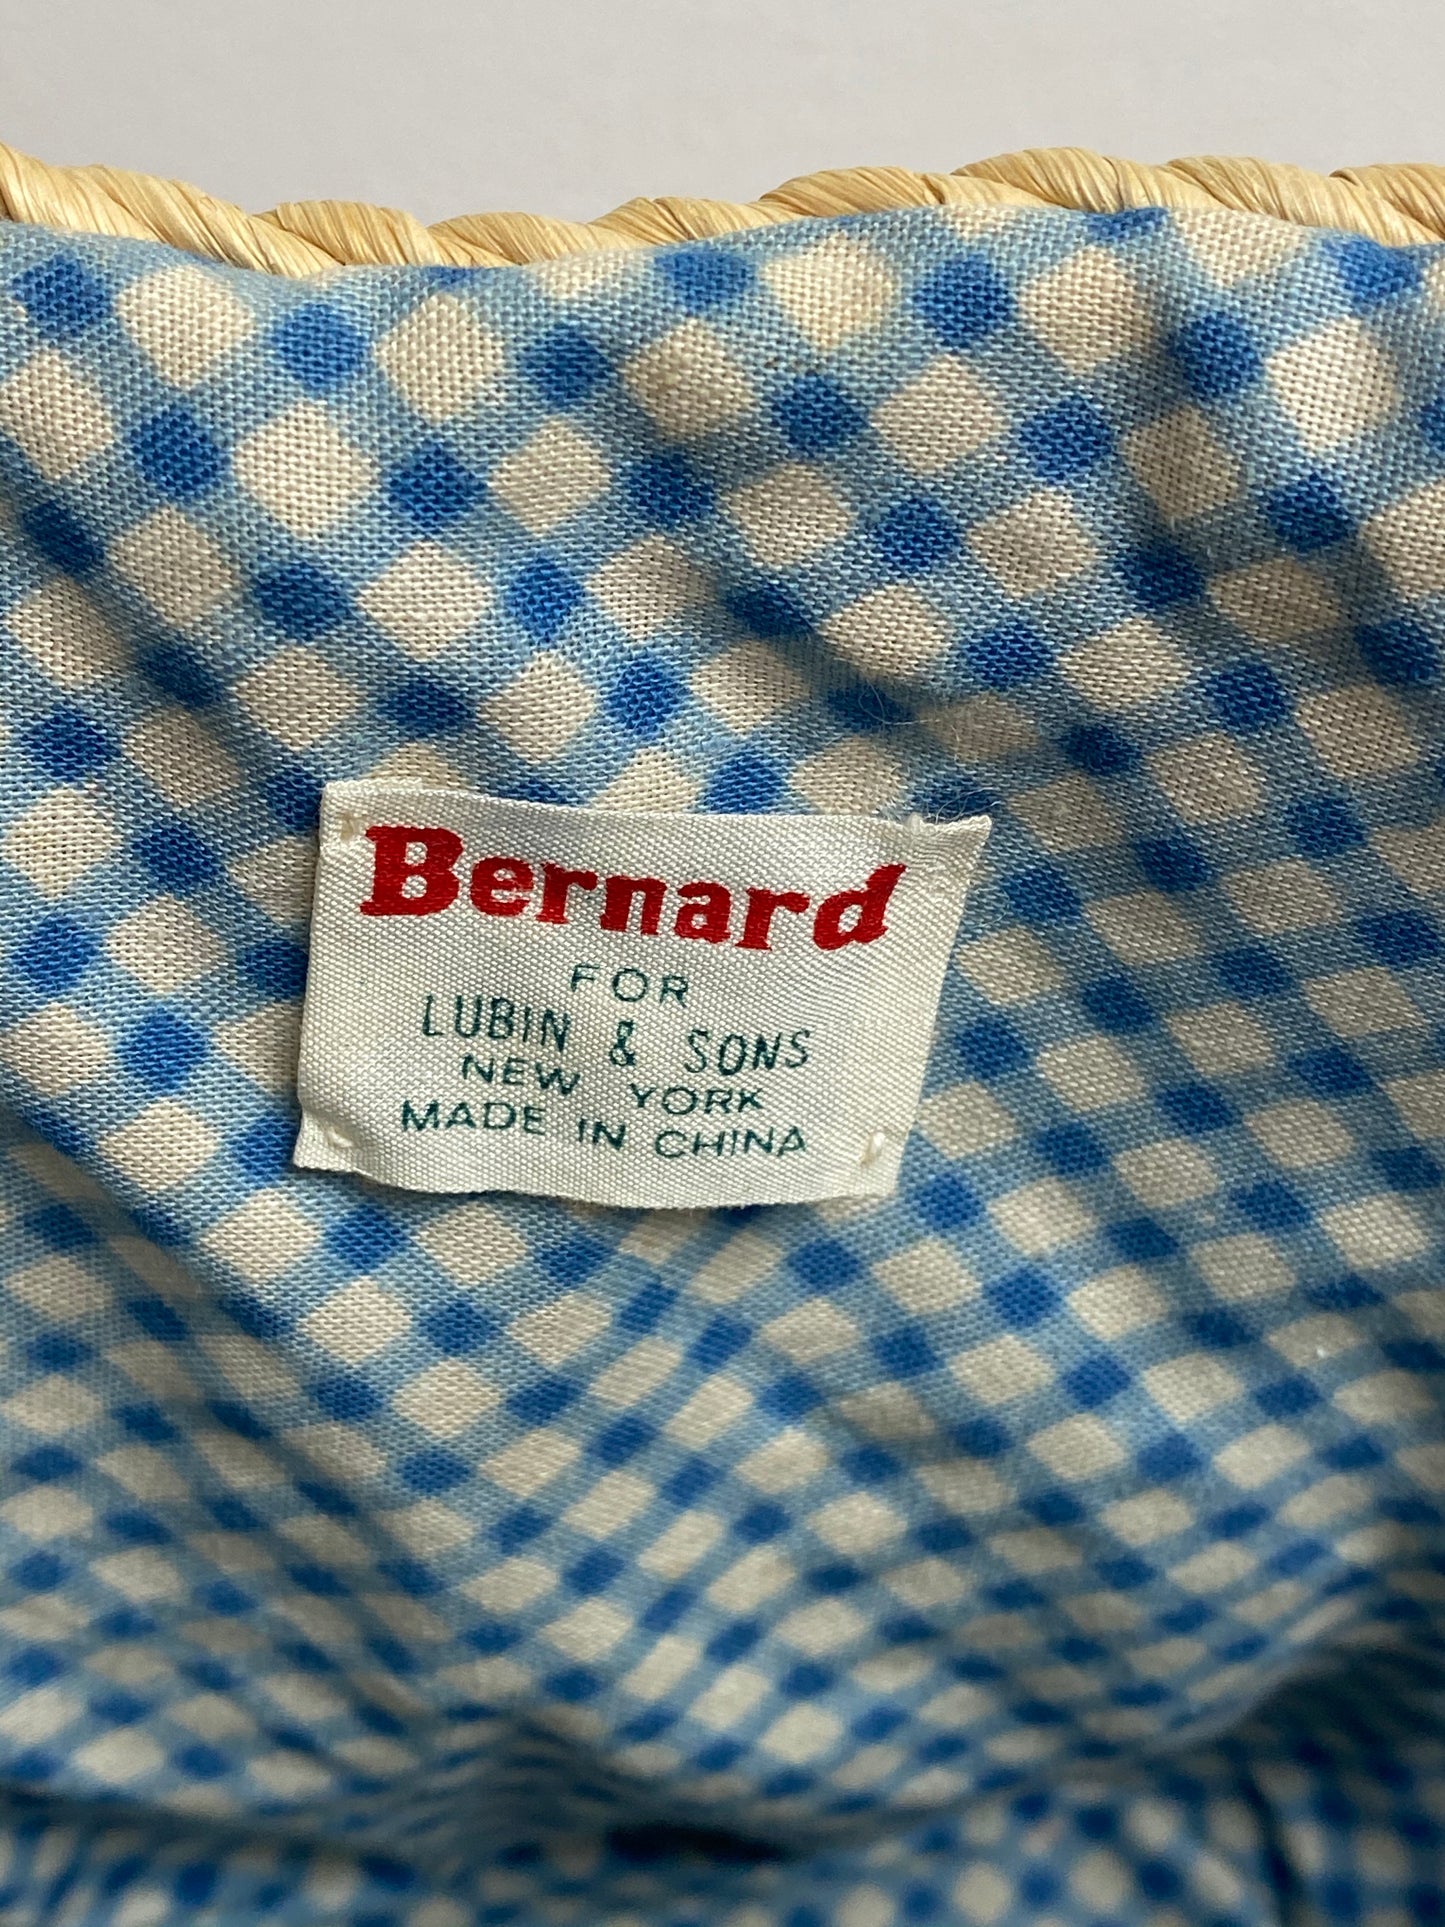 Bernard
FOR
LUBIN & SONS
NEW YORK
MADE IN CHINA